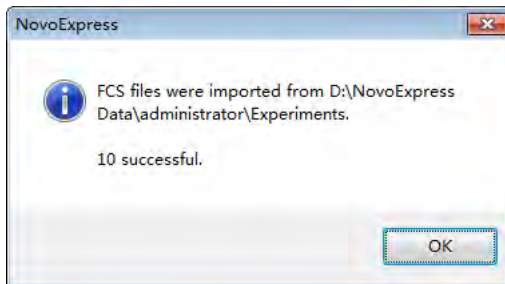 NovoExpress
FCS files were imported from D:\NovoExpress
Data\administrator\Experiments.
10 successful.
OK